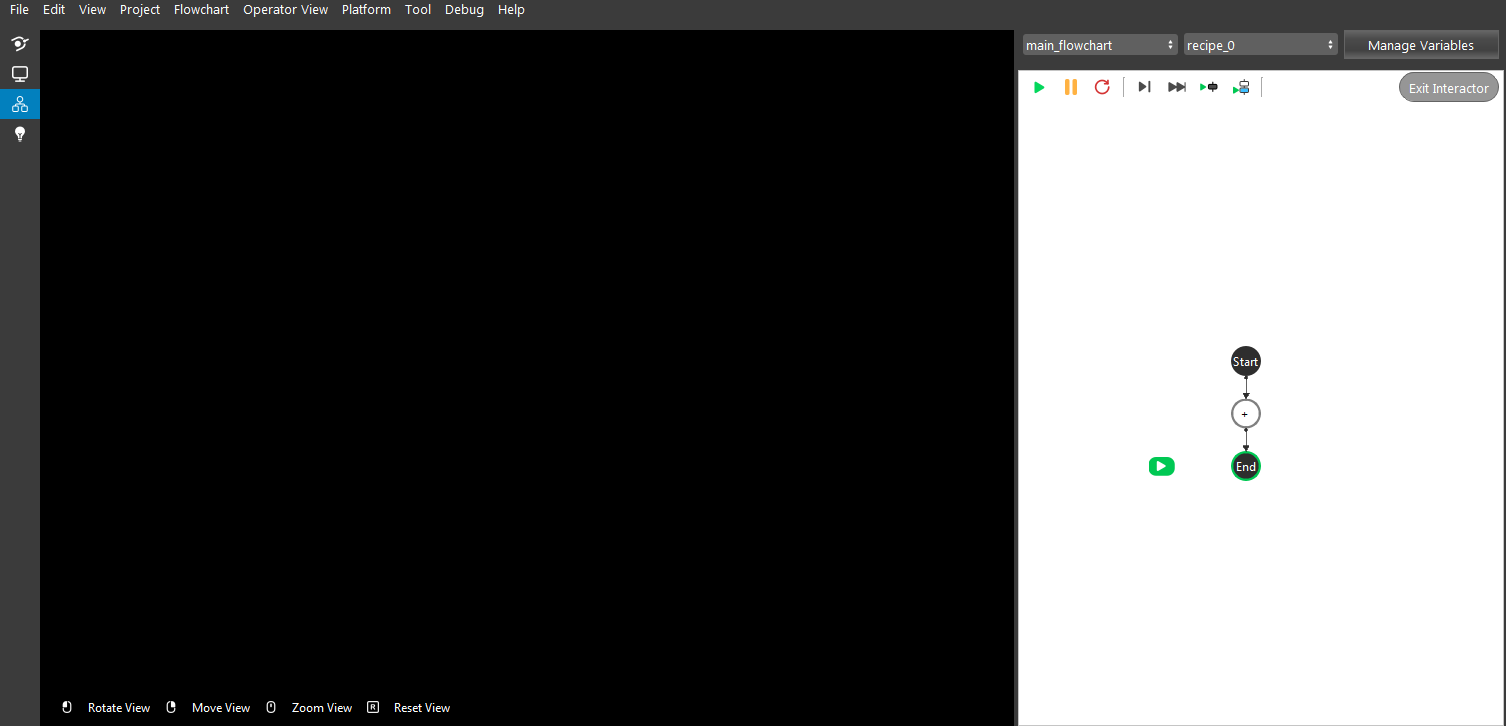 File Edit View Project Flowchart Operator View Platform Tool Debug Help
main_flowchart recipe_0 Manage Variables
Exit Interactor
Start
+
End
R
Rotate View Move View Zoom View Reset View